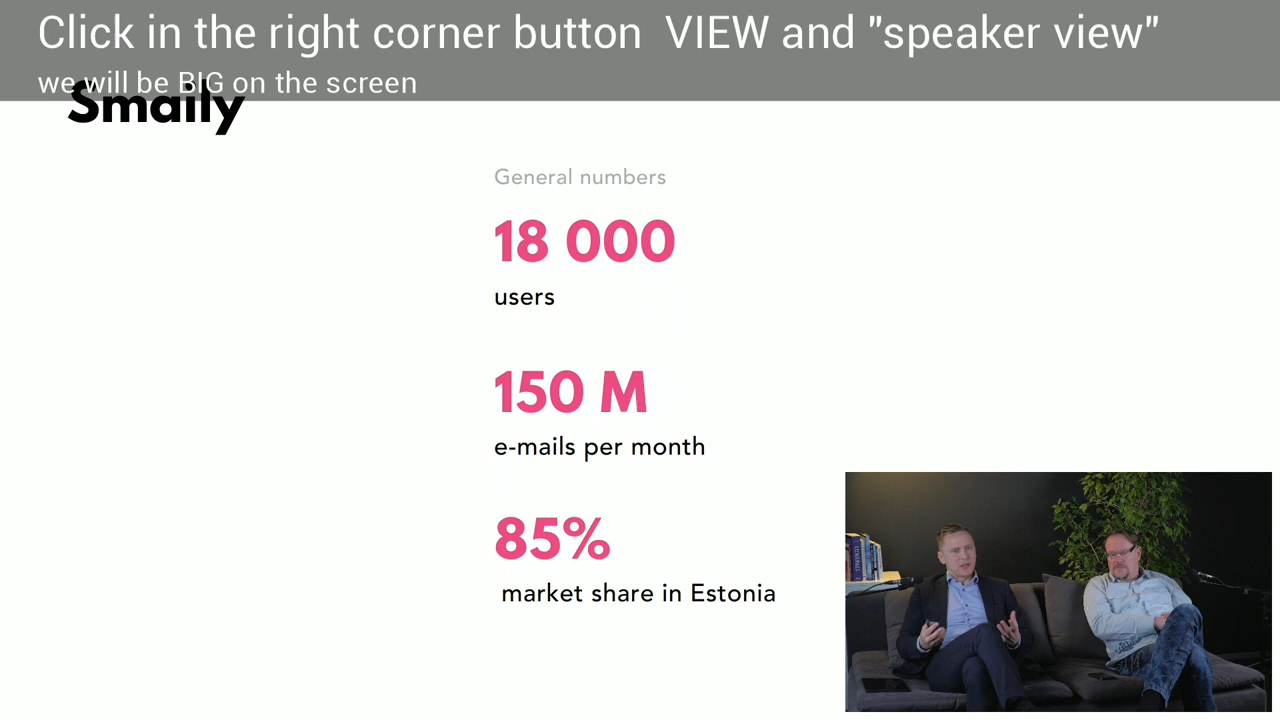 Click in the right corner button VIEW and "speaker view"
we will be BIG on the screen
Smaily
General numbers
18 000
users
150 M
e-mails per month
85%
market share in Estonia